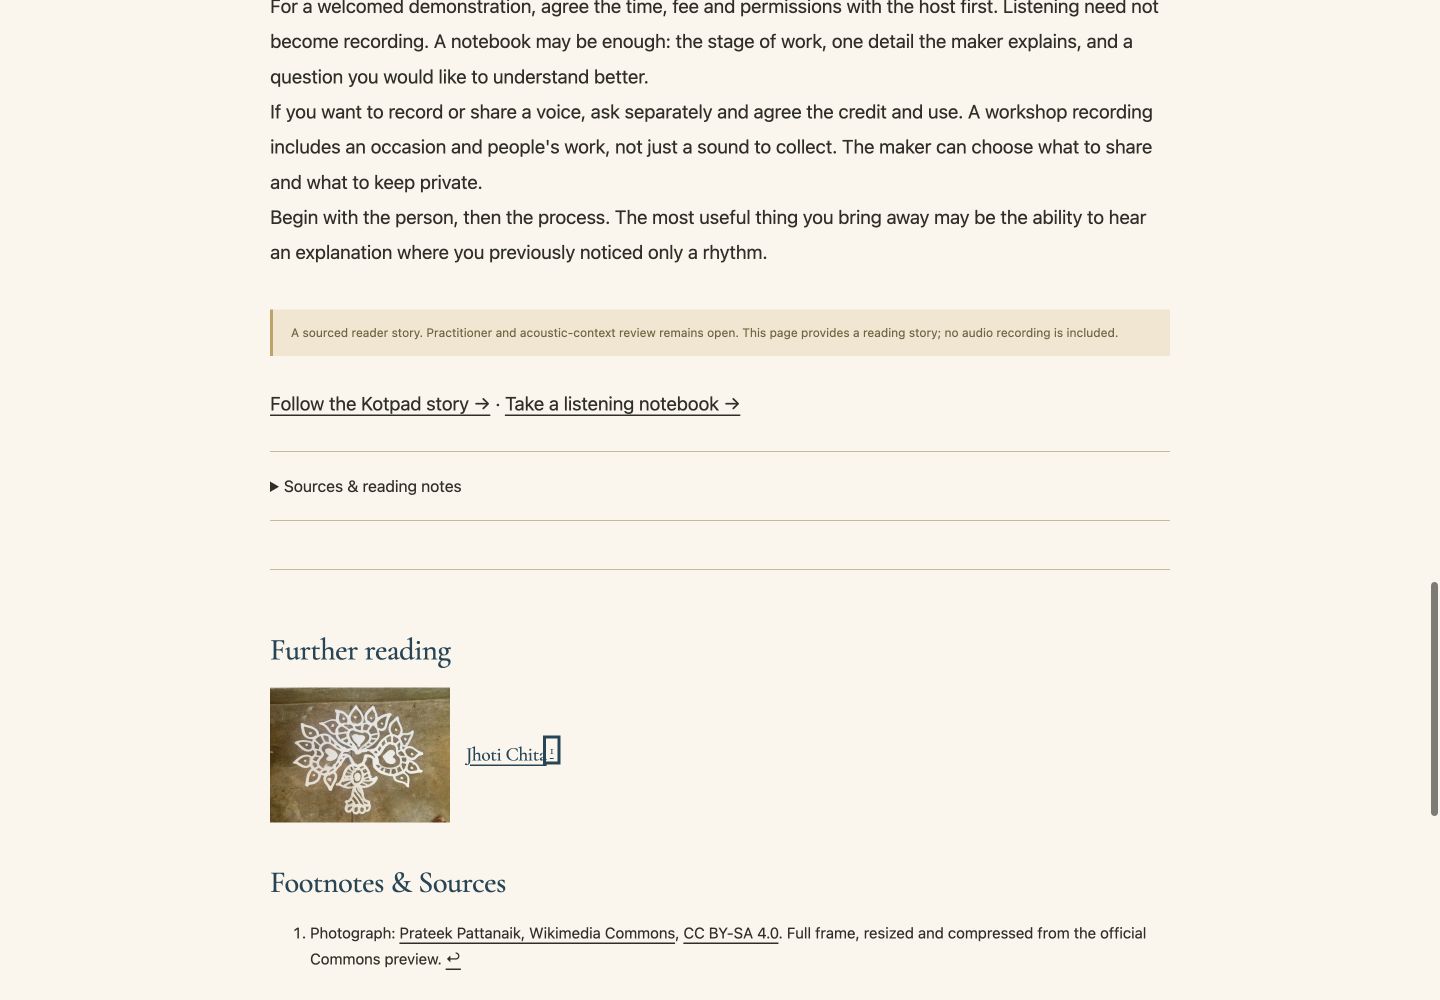 For a welcomed demonstration, agree the time, fee and permissions with the host first. Listening need not
become recording. A notebook may be enough: the stage of work, one detail the maker explains, and a
question you would like to understand better.
If you want to record or share a voice, ask separately and agree the credit and use. A workshop recording
includes an occasion and people's work, not just a sound to collect. The maker can choose what to share
and what to keep private.
Begin with the person, then the process. The most useful thing you bring away may be the ability to hear
an explanation where you previously noticed only a rhythm.
A sourced reader story. Practitioner and acoustic-context review remains open. This page provides a reading story; no audio recording is included.
Follow the Kotpad story → · Take a listening notebook →
▶ Sources & reading notes
Further reading
Jhoti Chita 1
Footnotes & Sources
1. Photograph: Prateek Pattanaik, Wikimedia Commons, CC BY-SA 4.0. Full frame, resized and compressed from the official
Commons preview. ↩